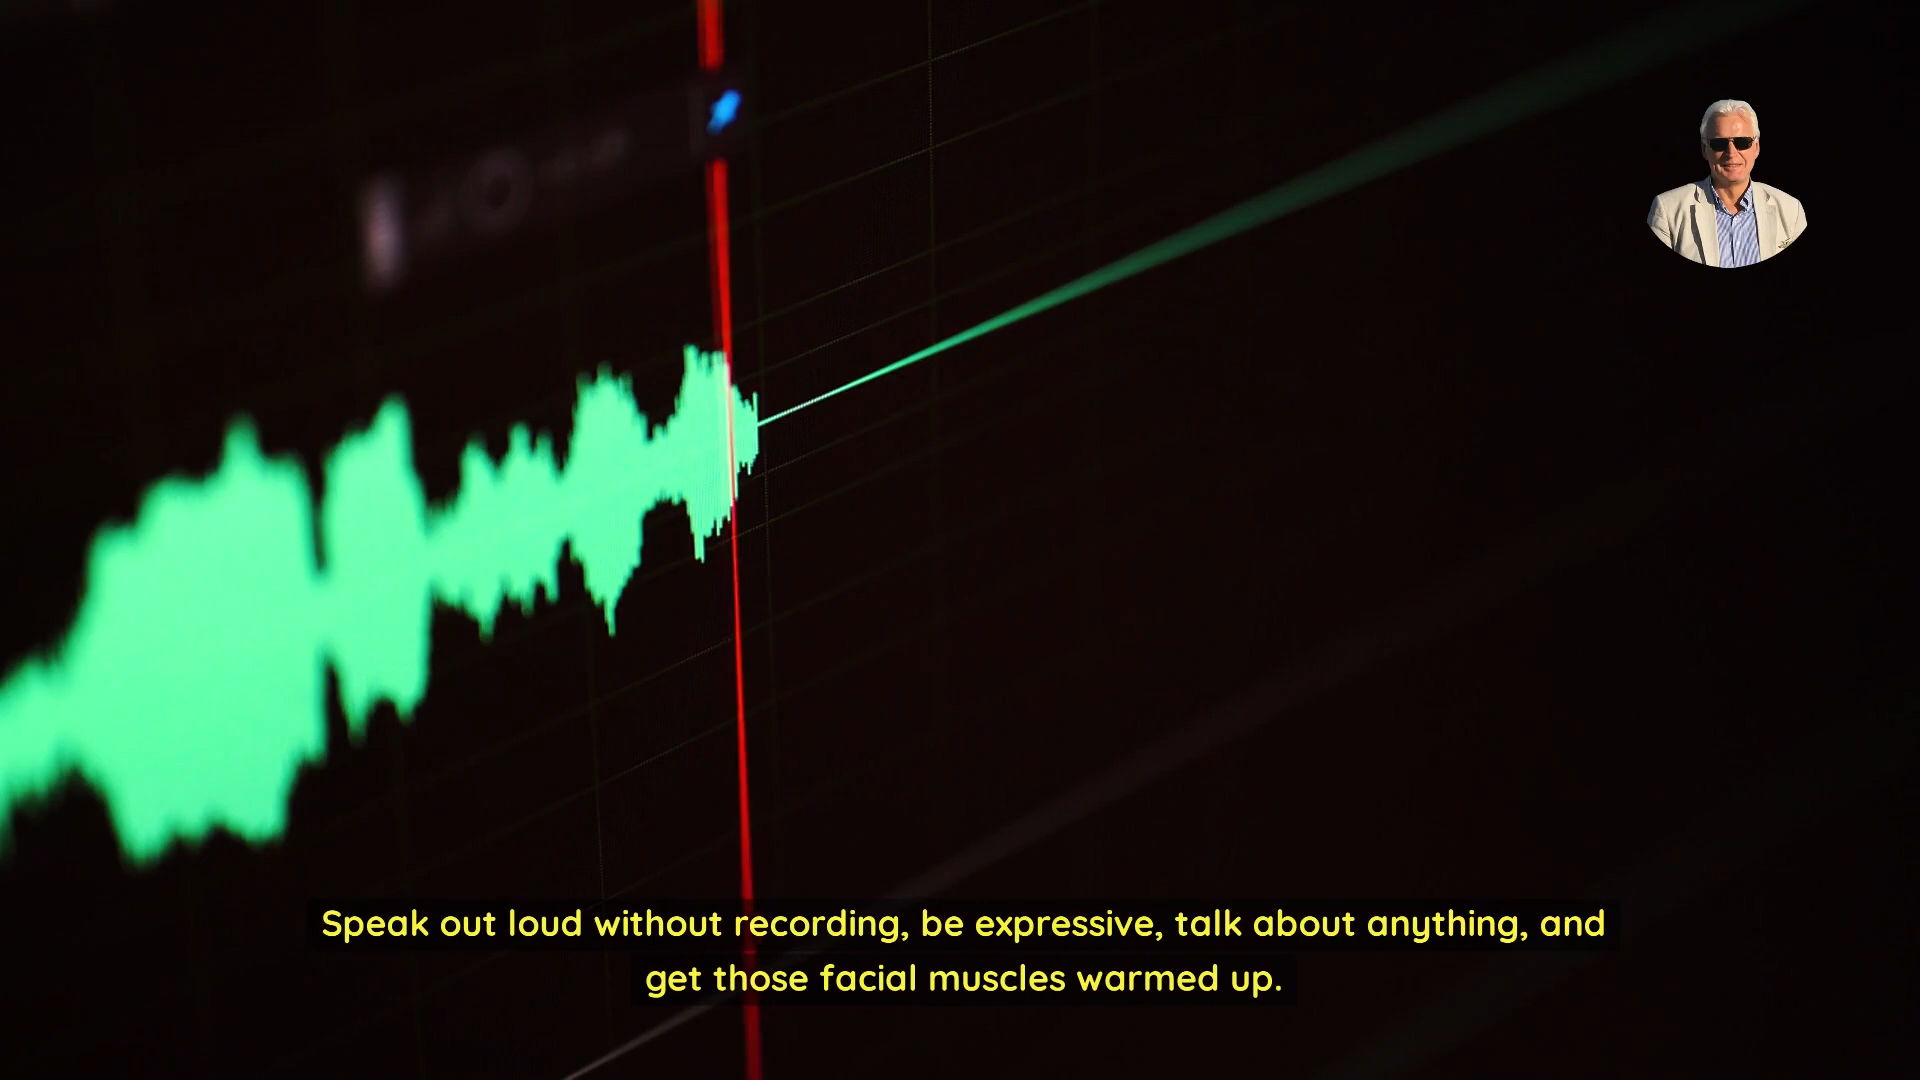 Speak out loud without recording, be expressive, talk about anything, and
get those facial muscles warmed up.